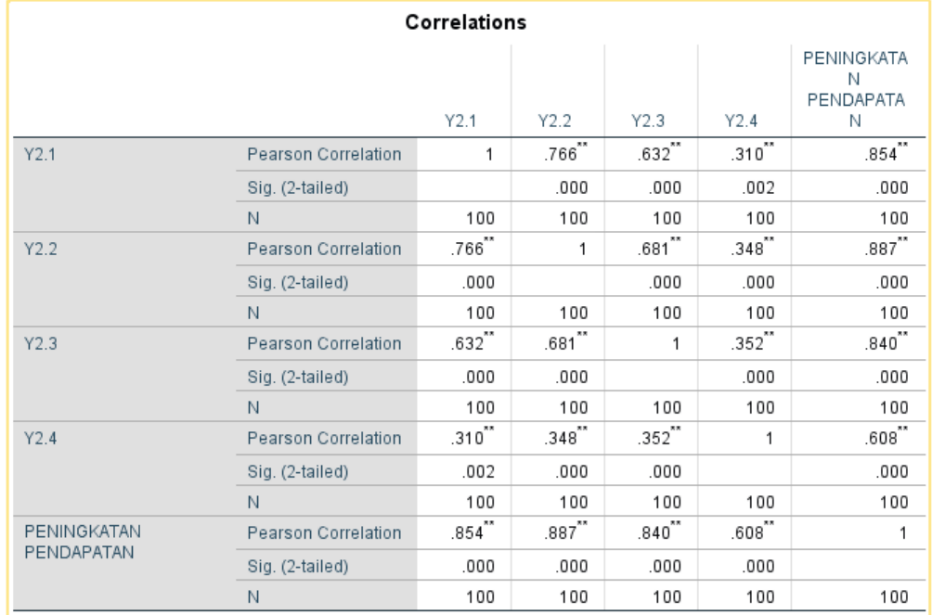 Correlations
Y2.1 Y2.2 Y2.3 Y2.4 PENINGKATA
N
PENDAPATA
N
Y2.1 Pearson Correlation 1 .766** .632** .310** .854**
Sig. (2-tailed) .000 .000 .002 .000
N 100 100 100 100 100
Y2.2 Pearson Correlation .766** 1 .681** .348** .887**
Sig. (2-tailed) .000 .000 .000 .000
N 100 100 100 100 100
Y2.3 Pearson Correlation .632** .681** 1 .352** .840**
Sig. (2-tailed) .000 .000 .000 .000
N 100 100 100 100 100
Y2.4 Pearson Correlation .310** .348** .352** 1 .608**
Sig. (2-tailed) .002 .000 .000 .000
N 100 100 100 100 100
PENINGKATAN
PENDAPATAN Pearson Correlation .854** .887** .840** .608** 1
Sig. (2-tailed) .000 .000 .000 .000
N 100 100 100 100 100